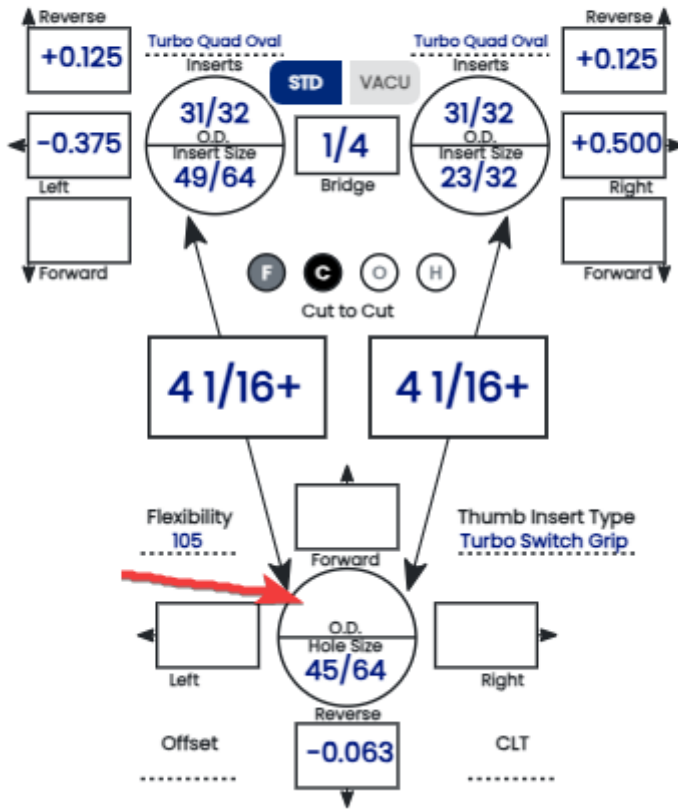 Reverse
Reverse
+0.125
Turbo Quad Oval
Inserts
Turbo Quad Oval
Inserts
+0.125
STD
VACU
-0.375
Left
31/32
O.D.
Insert Size
49/64
1/4
Bridge
31/32
O.D.
Insert Size
23/32
+0.500
Right
Forward
Forward
F
C
O
H
Cut to Cut
4 1/16+
4 1/16+
Flexibility
105
Forward
Thumb Insert Type
Turbo Switch Grip
O.D.
Hole Size
45/64
Left
Right
Reverse
-0.063
Offset
CLT